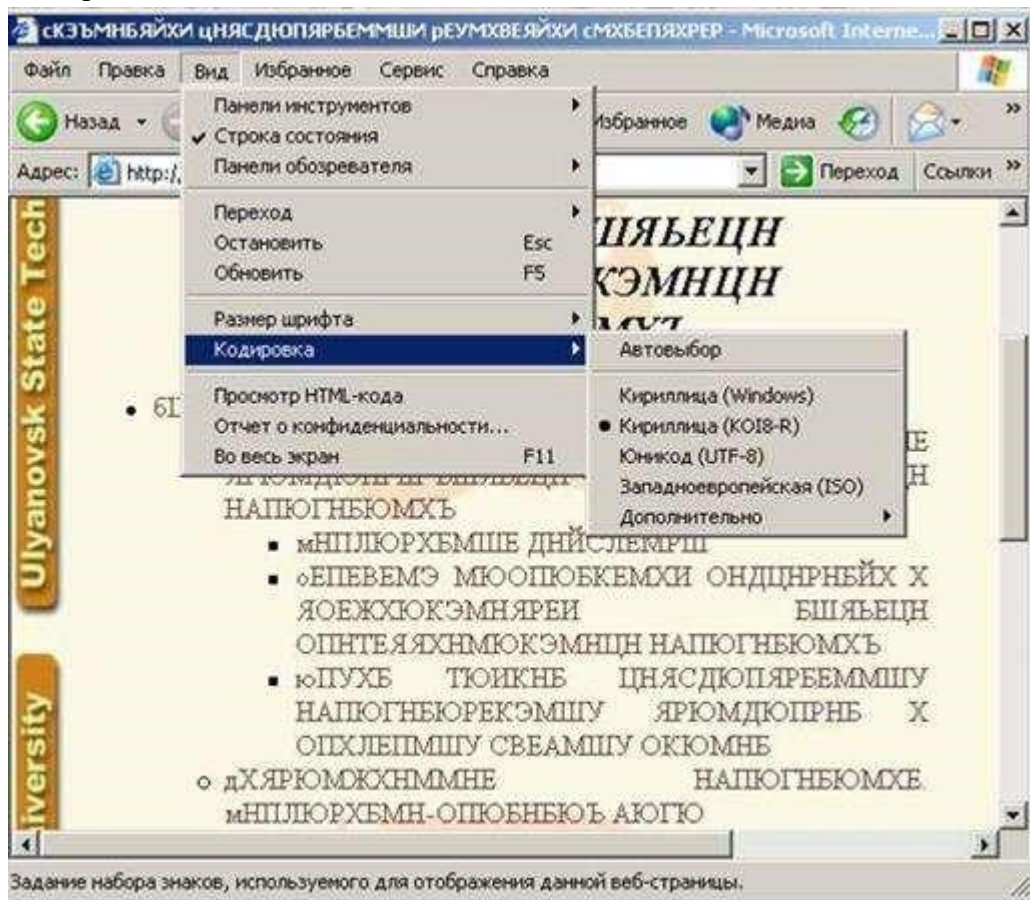 сКЭЪМНБЯЙХИ цНЯСДЮПЯРБЕММШИ рЕУМХВЕЯЙХИ сМХБЕПЯХРЕР - Microsoft Interne...
Файл Правка Вид Избранное Сервис Справка
Назад Избранное Медиа
Адрес: http:/ Переход Ссылки
Панели инструментов
Строка состояния
Панели обозревателя
Переход
Остановить Esc
Обновить F5
Размер шрифта
Кодировка
Просмотр HTML-кода
Отчет о конфиденциальности...
Во весь экран F11
Автовыбор
Кириллица (Windows)
Кириллица (KOI8-R)
Юникод (UTF-8)
Западноевропейская (ISO)
Дополнительно
Ulyanovsk State Tech
iversity
НАПЮГНБЮМХЪ
мНПЛЮРХБМШЕ ДНЙСЛЕМРШ
оЕПЕВЕМЭ МЮОПЮБКЕМХИ ОНДЦНРНБЙХ Х
ЯОЕЖХЮКЭМНЯРЕИ БШЯЬЕЦН
ОПНТЕЯЯХНМЮКЭМНЦН НАПЮГНБЮМХЪ
юПУХБ ТЮИКНБ ЦНЯСДЮПЯРБЕММШУ
НАПЮГНБЮРЕКЭМШУ ЯРЮМДЮПРНБ Х
ОПХЛЕПМШУ СВЕАМШУ ОКЮМНБ
дХЯРЮМЖХНММНЕ НАПЮГНБЮМХЕ.
мНПЛЮРХБМН-ОПЮБНБЮЪ АЮГЮ
Задание набора знаков, используемого для отображения данной веб-страницы.